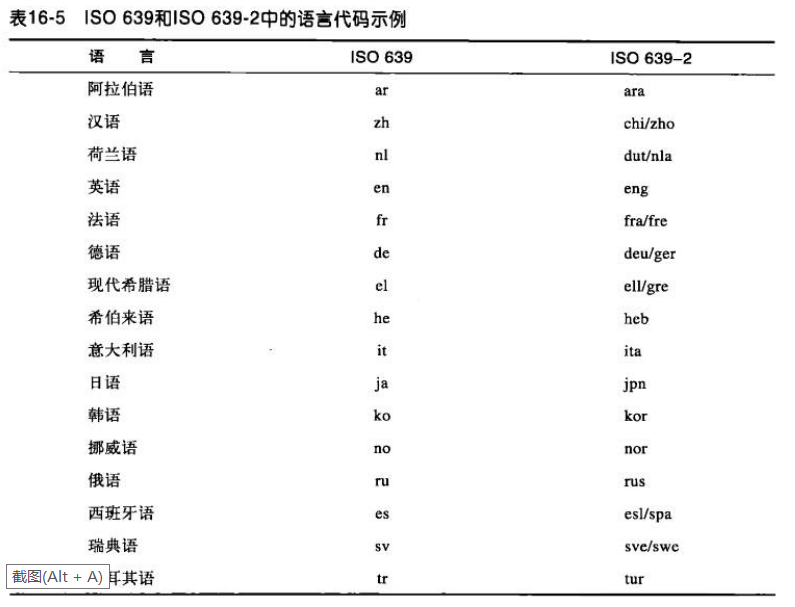 表16-5 ISO 639和ISO 639-2中的语言代码示例
语 言 ISO 639 ISO 639-2
阿拉伯语 ar ara
汉语 zh chi/zho
荷兰语 nl dut/nla
英语 en eng
法语 fr fra/fre
德语 de deu/ger
现代希腊语 el ell/gre
希伯来语 he heb
意大利语 it ita
日语 ja jpn
韩语 ko kor
挪威语 no nor
俄语 ru rus
西班牙语 es esl/spa
瑞典语 sv sve/swe
截图(Alt + A) 耳其语 tr tur